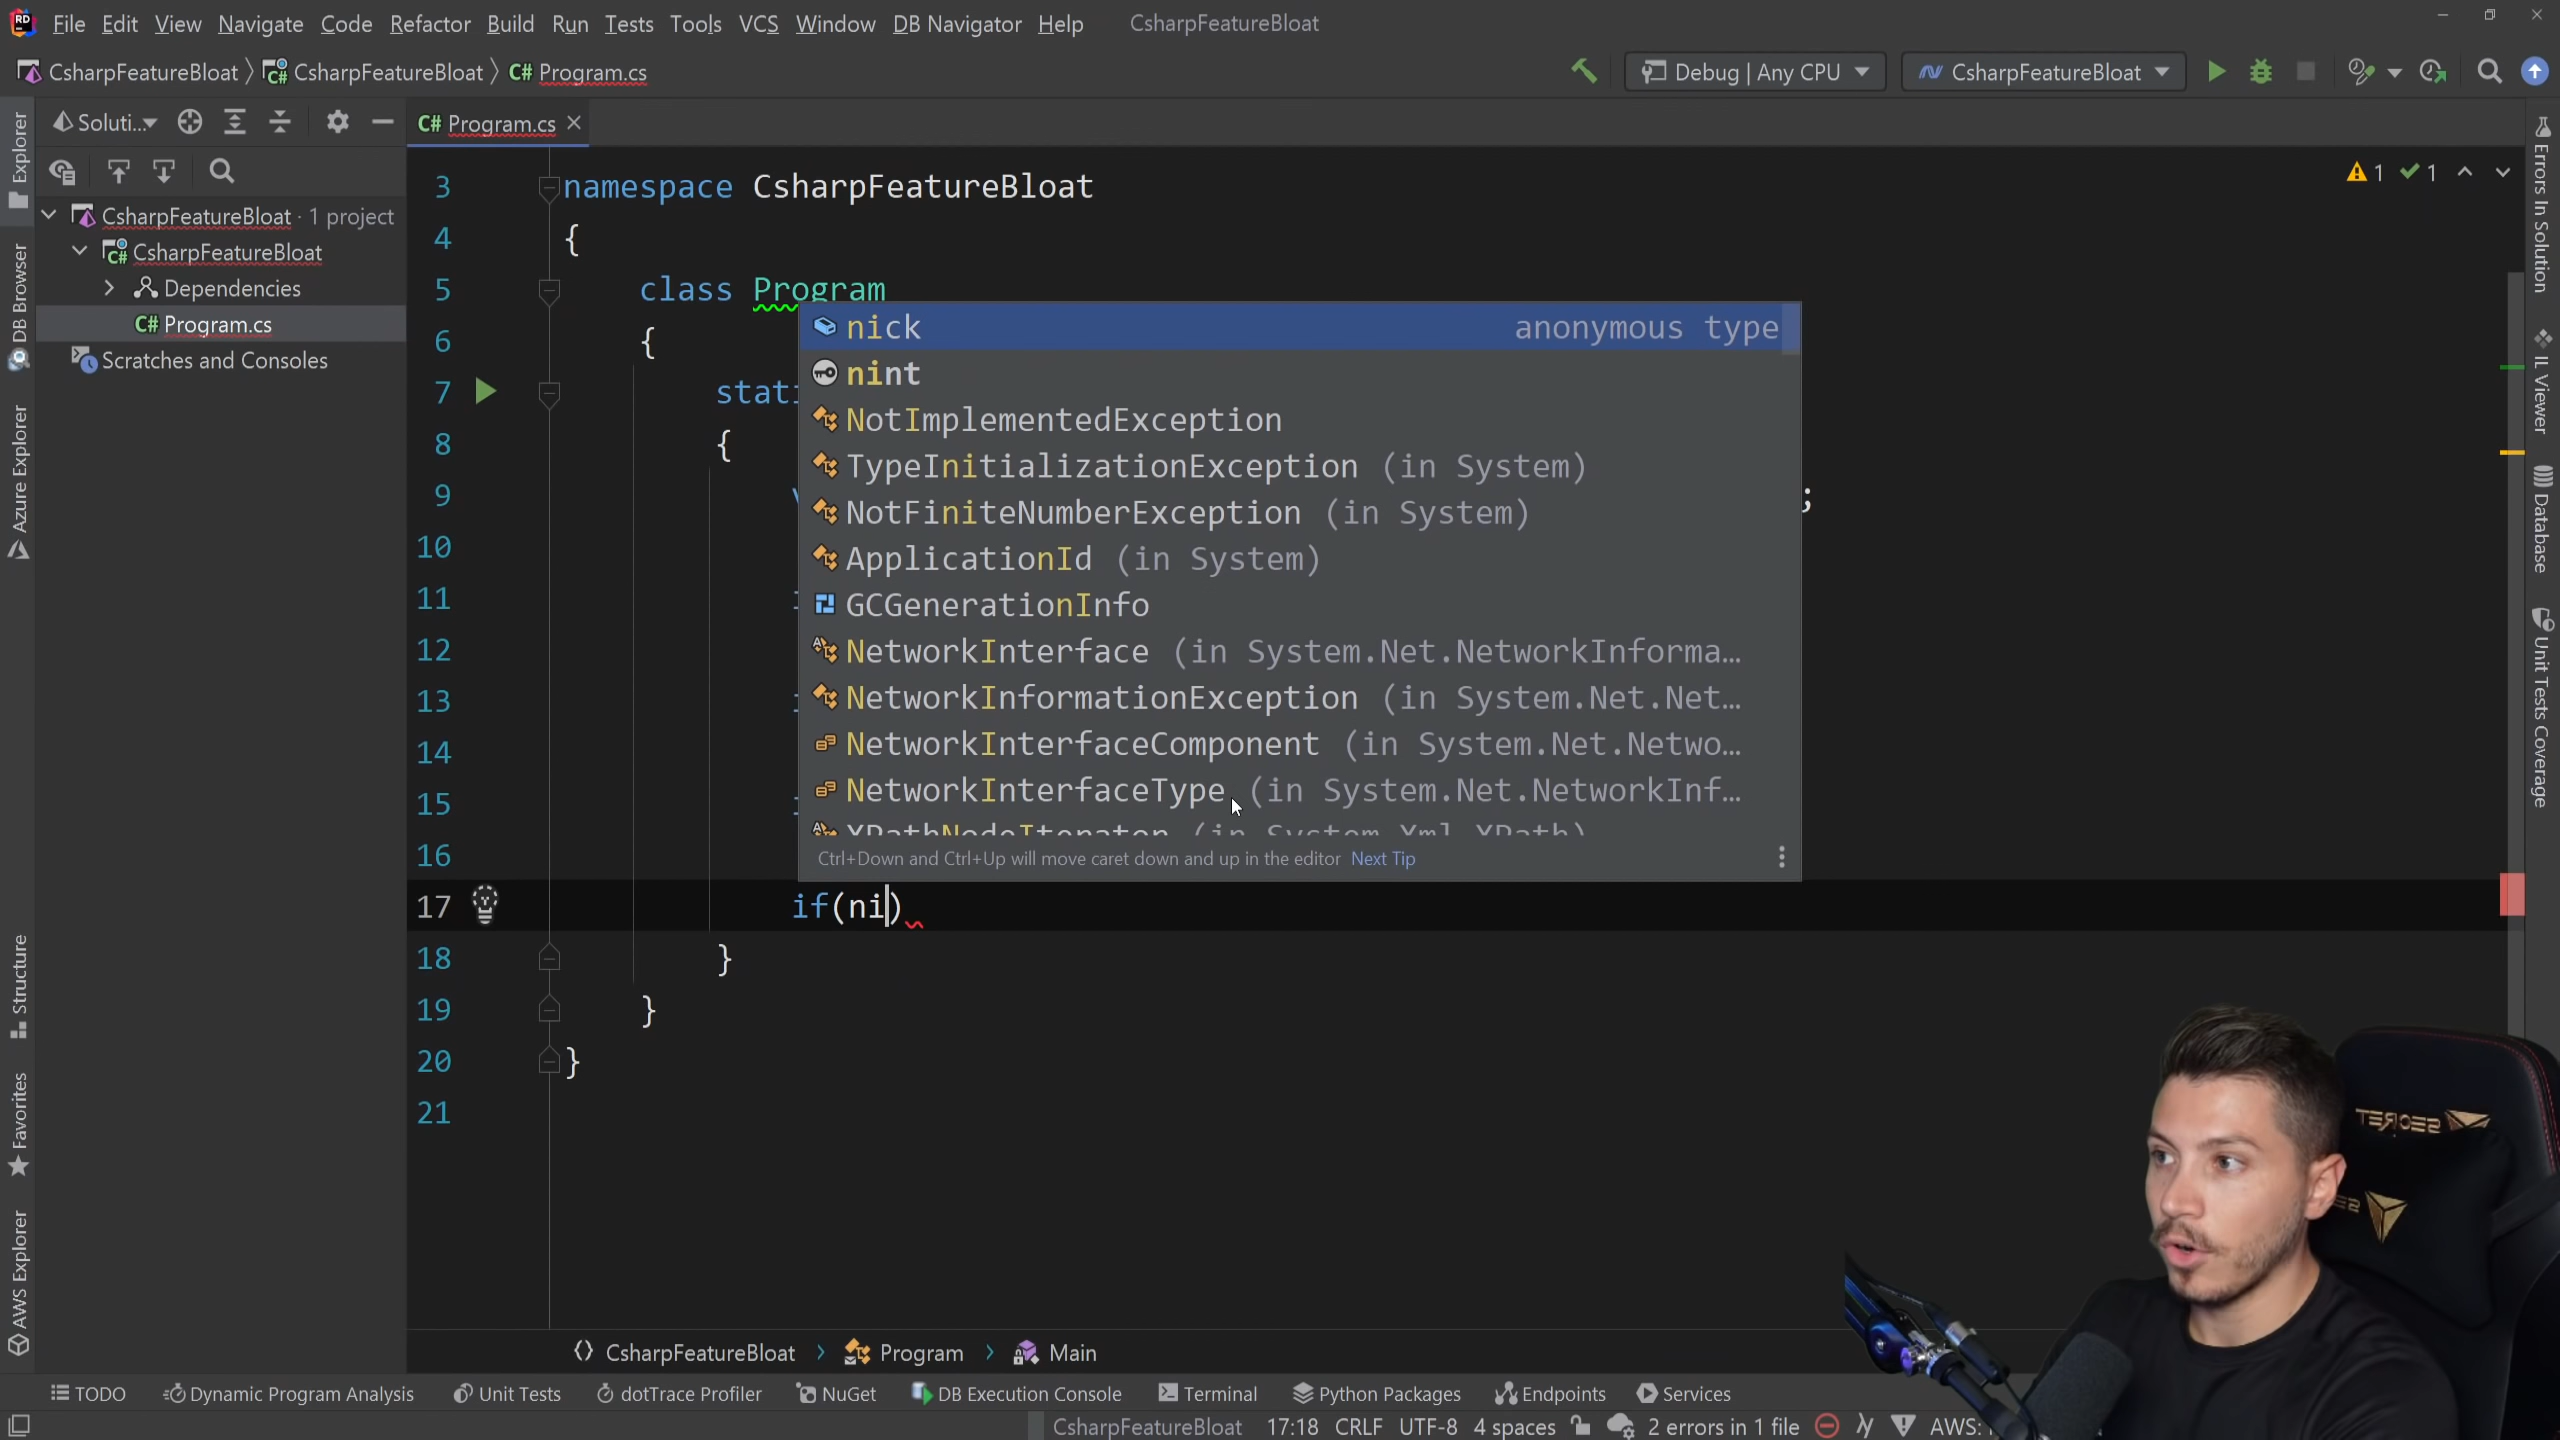 File Edit View Navigate Code Refactor Build Run Tests Tools VCS Window DB Navigator Help CsharpFeatureBloat
CsharpFeatureBloat CsharpFeatureBloat C# Program.cs Debug | Any CPU CsharpFeatureBloat
Soluti... C# Program.cs
Explorer
DB Browser
Azure Explorer
Structure
Favorites
AWS Explorer
CsharpFeatureBloat · 1 project
CsharpFeatureBloat
Dependencies
C# Program.cs
Scratches and Consoles
1 1
3 namespace CsharpFeatureBloat
4 {
5 class Program
6 {
7 stati
8 {
9 ;
10
11
12
13
14
15
16
17 if(ni)
18 }
19 }
20 }
21
nick anonymous type
nint
NotImplementedException
TypeInitializationException (in System)
NotFiniteNumberException (in System)
ApplicationId (in System)
GCGenerationInfo
NetworkInterface (in System.Net.NetworkInforma...
NetworkInformationException (in System.Net.Net...
NetworkInterfaceComponent (in System.Net.Netwo...
NetworkInterfaceType (in System.Net.NetworkInf...
XPathNodeIterator (in System.Xml.XPath)
Ctrl+Down and Ctrl+Up will move caret down and up in the editor Next Tip
Errors In Solution
IL Viewer
Database
Unit Tests Coverage
SECRET
CsharpFeatureBloat Program Main
TODO Dynamic Program Analysis Unit Tests dotTrace Profiler NuGet DB Execution Console Terminal Python Packages Endpoints Services
CsharpFeatureBloat 17:18 CRLF UTF-8 4 spaces 2 errors in 1 file AWS: